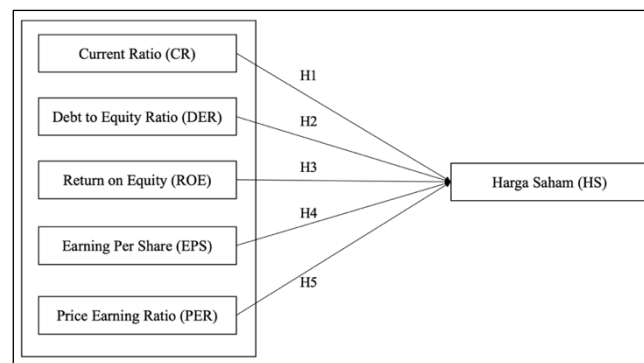 Current Ratio (CR)
H1
Debt to Equity Ratio (DER)
H2
Return on Equity (ROE)
H3
Harga Saham (HS)
H4
Earning Per Share (EPS)
H5
Price Earning Ratio (PER)